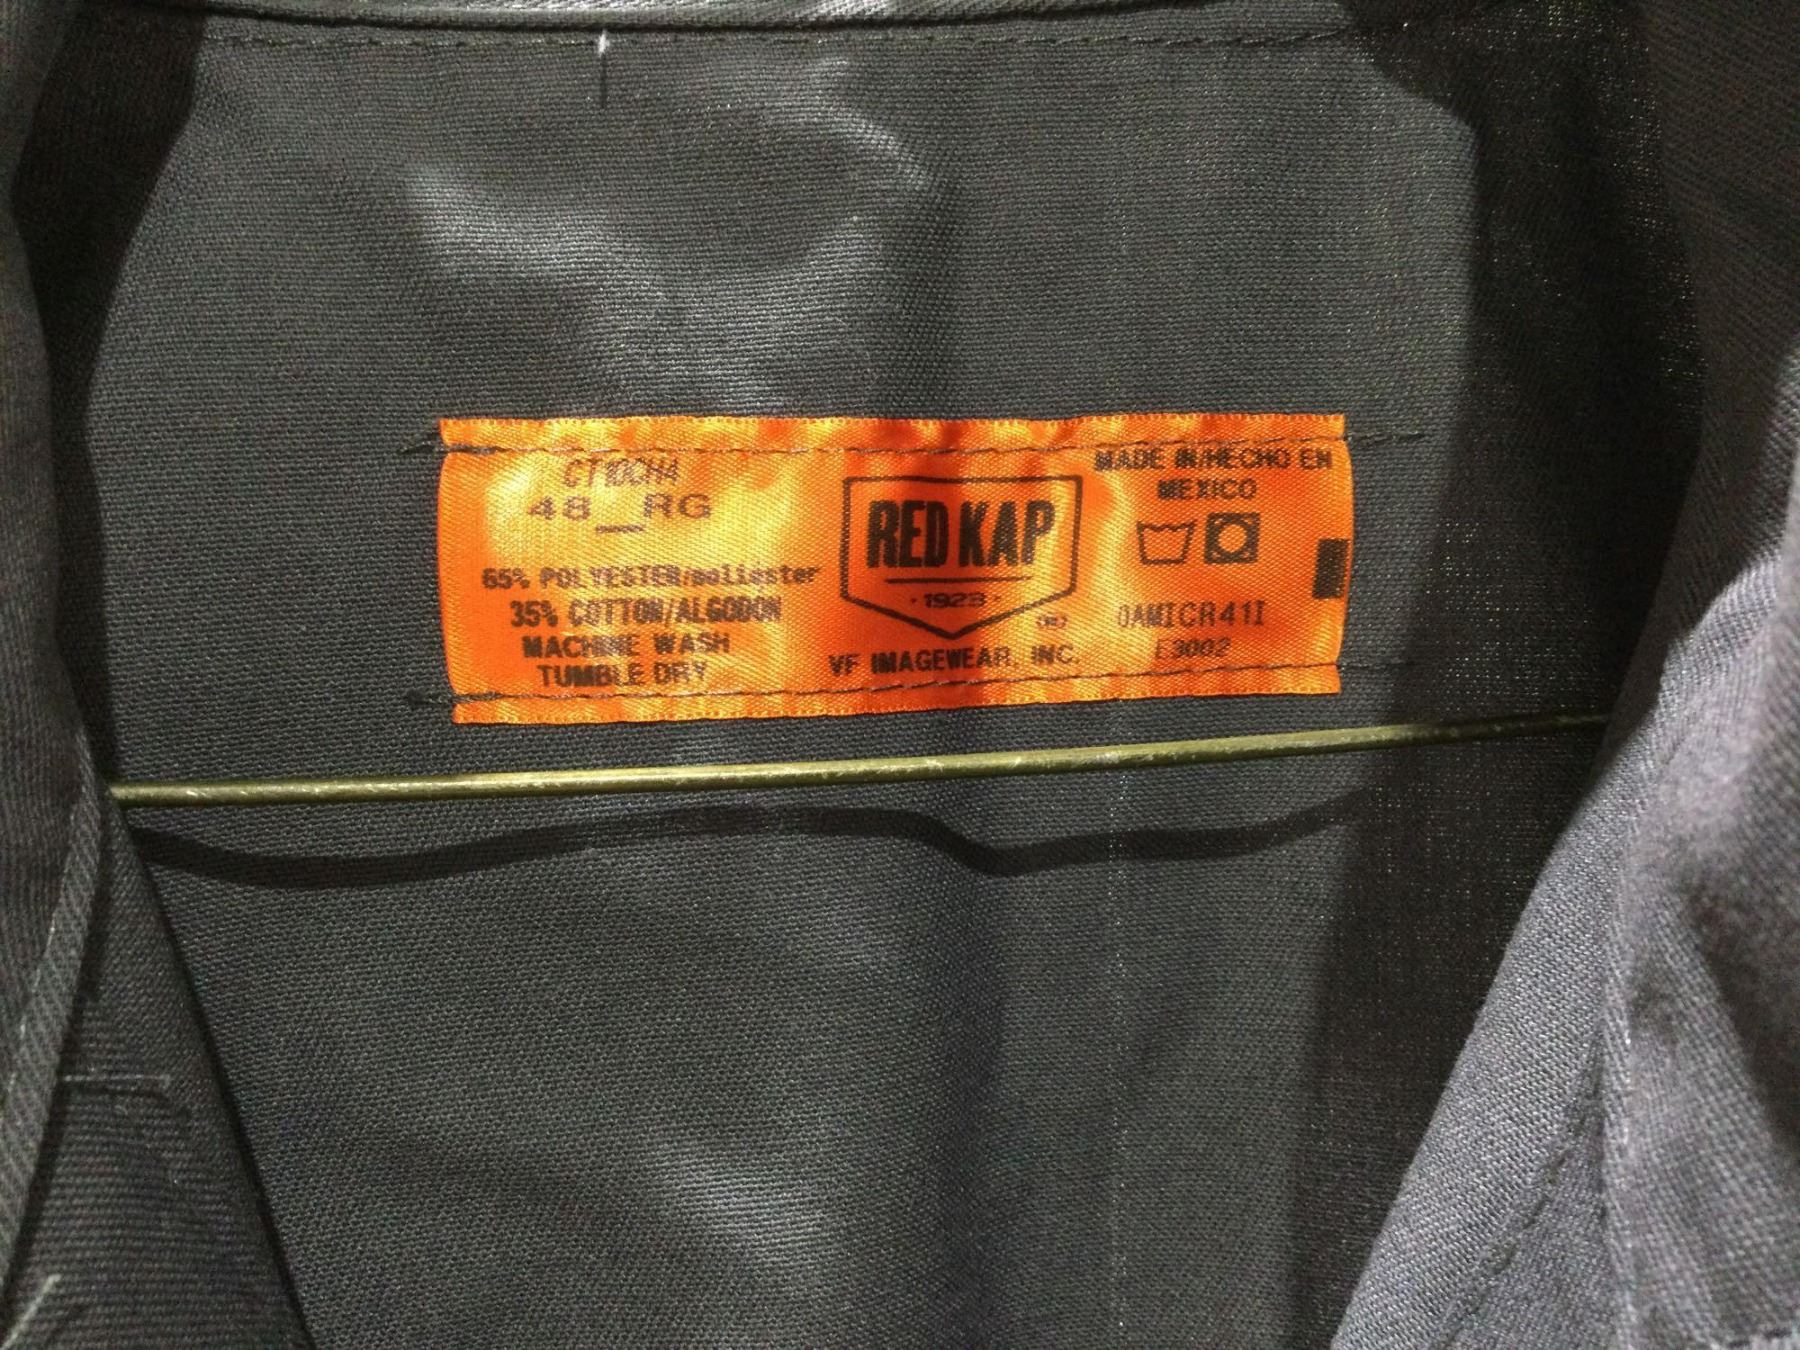 CT10CH4
48__RG
65% POLYESTER/poliester
35% COTTON/ALGODON
MACHINE WASH
TUMBLE DRY
RED KAP
· 1923 ·
(R)
VF IMAGEWEAR, INC.
MADE IN/HECHO EN
MEXICO
0AMICR41I
E3002